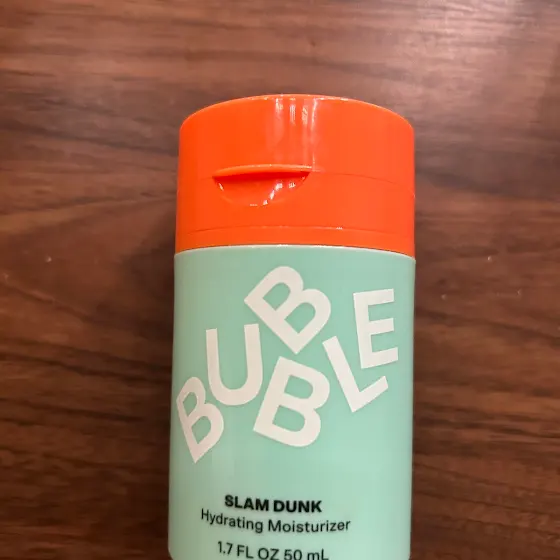 BUBBLE
SLAM DUNK
Hydrating Moisturizer
1.7 FL OZ 50 mL